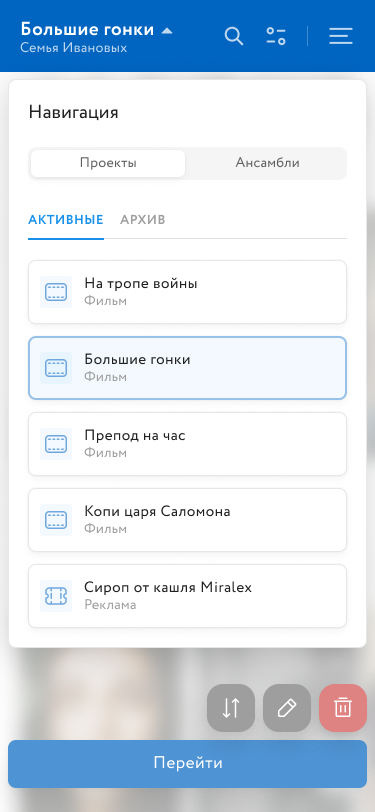 Большие гонки
Семья Ивановых
Навигация
Проекты
Ансамбли
АКТИВНЫЕ
АРХИВ
На тропе войны
Фильм
Большие гонки
Фильм
Препод на час
Фильм
Копи царя Саломона
Фильм
Сироп от кашля Miralex
Реклама
Перейти